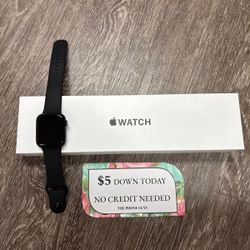 WATCH
$5 DOWN TODAY
NO CREDIT NEEDED
THE PHONE GUYS